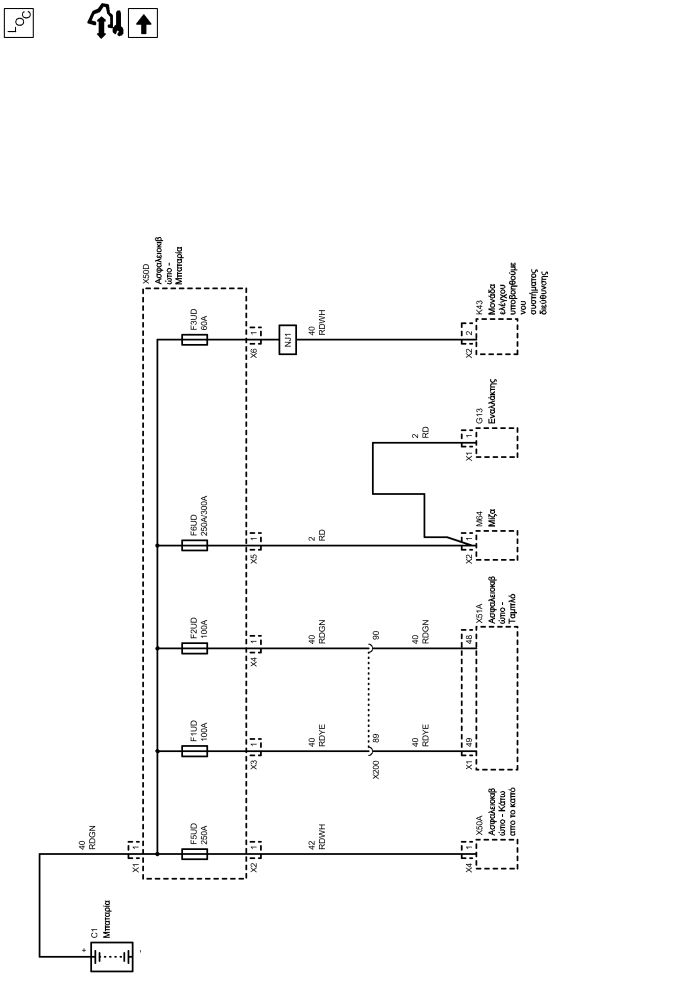 LOC
X50D
Ασφαλειοκιβ
ώτιο -
Μπαταρία
F3UD
60A
1
X6
NJ1
40
RDWH
2
X2
K43
Μονάδα
ελέγχου
υποβοηθούμε
νου
συστήματος
διεύθυνσης
2
RD
1
X1
G13
Εναλλάκτης
F6UD
250A/300A
1
X5
2
RD
1
X2
M64
Μίζα
F2UD
100A
1
X4
40
RDGN
90
40
RDGN
48
X51A
Ασφαλειοκιβ
ώτιο -
Ταμπλό
F1UD
100A
1
X3
40
RDYE
89
X200
40
RDYE
49
X1
40
RDGN
1
X1
F5UD
250A
1
X2
42
RDWH
1
X4
X50A
Ασφαλειοκιβ
ώτιο - Κάτω
απο το καπό
C1
Μπαταρία
+
-